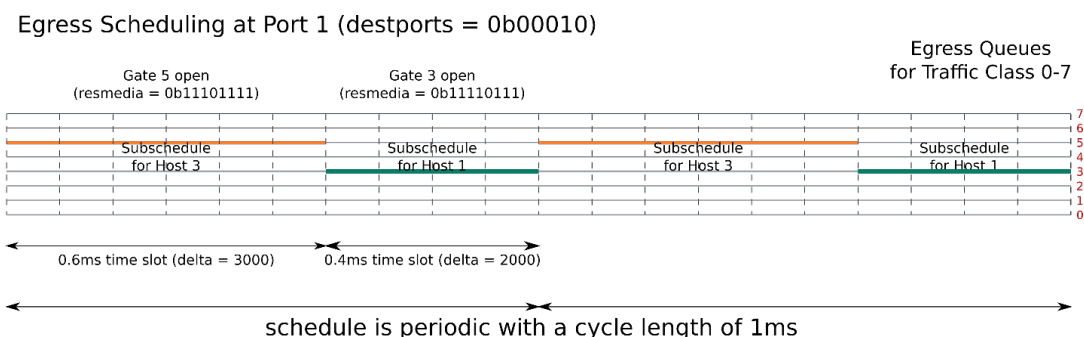 Egress Scheduling at Port 1 (destports = 0b00010)
Egress Queues
for Traffic Class 0-7
Gate 5 open
(resmedia = 0b11101111)
Gate 3 open
(resmedia = 0b11110111)
7
6
5
4
3
2
1
0
Subschedule
for Host 3
Subschedule
for Host 1
Subschedule
for Host 3
Subschedule
for Host 1
0.6ms time slot (delta = 3000)
0.4ms time slot (delta = 2000)
schedule is periodic with a cycle length of 1ms